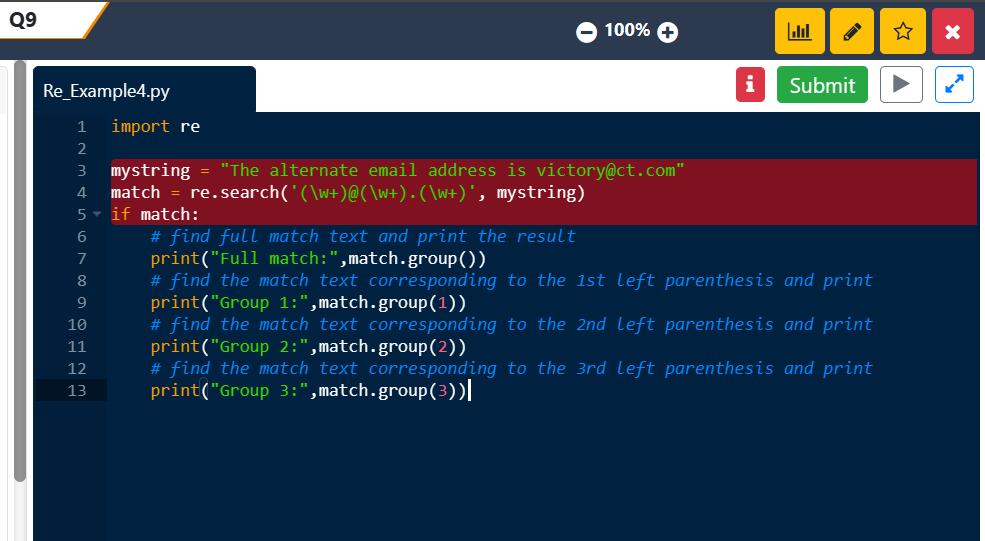 Q9
100%
Re_Example4.py
Submit
1 import re
2
3 mystring = "The alternate email address is victory@ct.com"
4 match = re.search('(\w+)@(\w+).(\w+)', mystring)
5 if match:
6     # find full match text and print the result
7     print("Full match:",match.group())
8     # find the match text corresponding to the 1st left parenthesis and print
9     print("Group 1:",match.group(1))
10     # find the match text corresponding to the 2nd left parenthesis and print
11     print("Group 2:",match.group(2))
12     # find the match text corresponding to the 3rd left parenthesis and print
13     print("Group 3:",match.group(3))